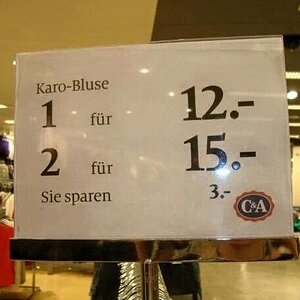 Karo-Bluse
1 für 12.-
2 für 15.-
Sie sparen 3.-
C&A